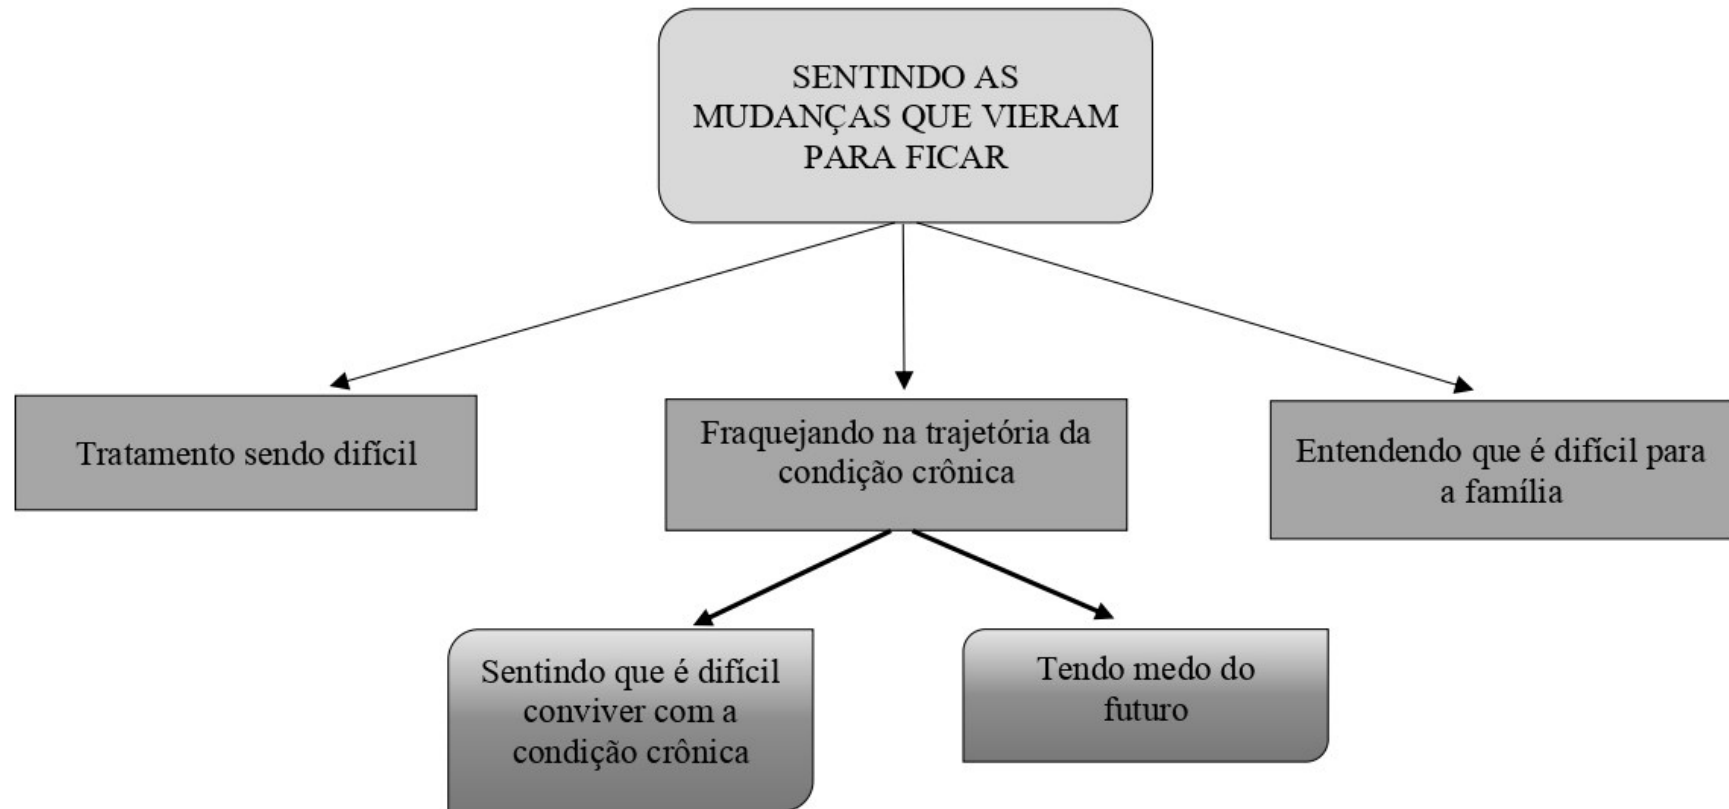 SENTINDO AS
MUDANÇAS QUE VIERAM
PARA FICAR
Tratamento sendo difícil
Fraquejando na trajetória da
condição crônica
Entendendo que é difícil para
a família
Sentindo que é difícil
conviver com a
condição crônica
Tendo medo do
futuro